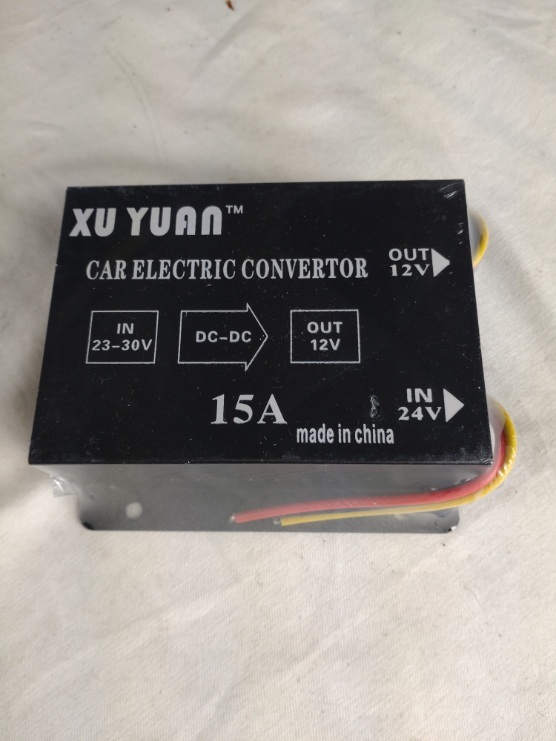 XU YUAN™
CAR ELECTRIC CONVERTOR
OUT
12V
IN
23-30V
DC-DC
OUT
12V
15A
IN
24V
made in china